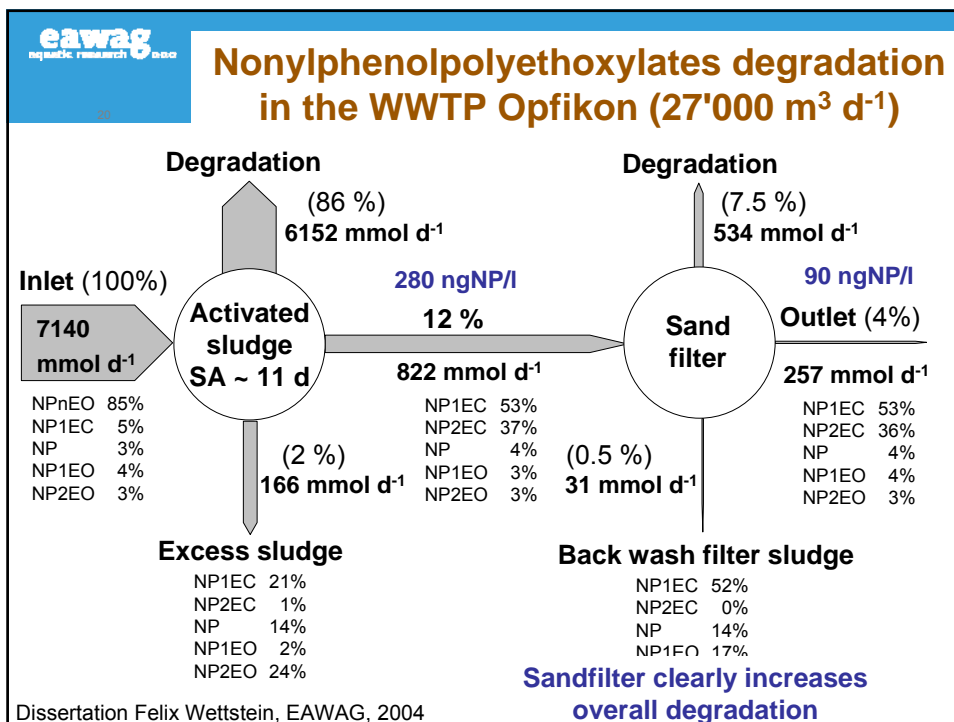 eawag
aquatic research
20
Nonylphenolpolyethoxylates degradation
in the WWTP Opfikon (27'000 m³ d⁻¹)
Degradation
(86 %)
6152 mmol d⁻¹
Degradation
(7.5 %)
534 mmol d⁻¹
Inlet (100%)
7140
mmol d⁻¹
NPnEO 85%
NP1EC 5%
NP 3%
NP1EO 4%
NP2EO 3%
Activated
sludge
SA ~ 11 d
280 ngNP/l
12 %
822 mmol d⁻¹
NP1EC 53%
NP2EC 37%
NP 4%
NP1EO 3%
NP2EO 3%
Sand
filter
90 ngNP/l
Outlet (4%)
257 mmol d⁻¹
NP1EC 53%
NP2EC 36%
NP 4%
NP1EO 4%
NP2EO 3%
(2 %)
166 mmol d⁻¹
(0.5 %)
31 mmol d⁻¹
Excess sludge
NP1EC 21%
NP2EC 1%
NP 14%
NP1EO 2%
NP2EO 24%
Back wash filter sludge
NP1EC 52%
NP2EC 0%
NP 14%
NP1EO 17%
Sandfilter clearly increases
overall degradation
Dissertation Felix Wettstein, EAWAG, 2004